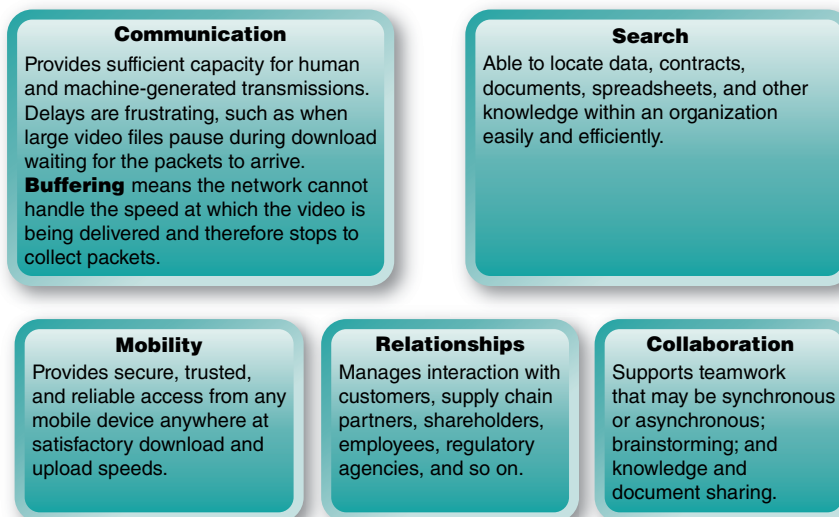 Communication
Provides sufficient capacity for human
and machine-generated transmissions.
Delays are frustrating, such as when
large video files pause during download
waiting for the packets to arrive.
Buffering means the network cannot
handle the speed at which the video is
being delivered and therefore stops to
collect packets.
Search
Able to locate data, contracts,
documents, spreadsheets, and other
knowledge within an organization
easily and efficiently.
Mobility
Provides secure, trusted,
and reliable access from any
mobile device anywhere at
satisfactory download and
upload speeds.
Relationships
Manages interaction with
customers, supply chain
partners, shareholders,
employees, regulatory
agencies, and so on.
Collaboration
Supports teamwork
that may be synchronous
or asynchronous;
brainstorming; and
knowledge and
document sharing.